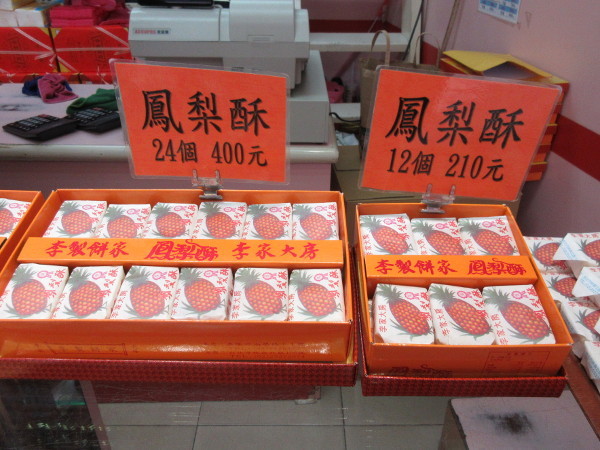 鳳梨酥
24個 400元
鳳梨酥
12個 210元
李製餅家 鳳梨酥 李家大房
李製餅家 鳳梨酥